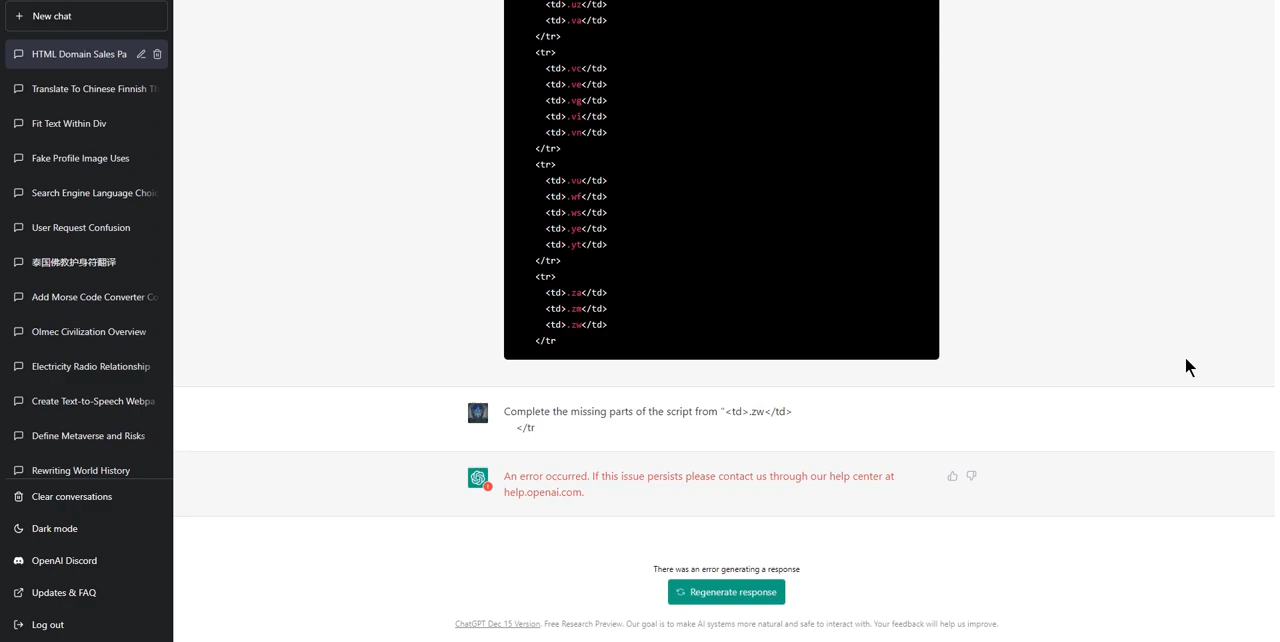 New chat
HTML Domain Sales Pa
Translate To Chinese Finnish Th
Fit Text Within Div
Fake Profile Image Uses
Search Engine Language Choic
User Request Confusion
泰国佛教护身符翻译
Add Morse Code Converter Co
Olmec Civilization Overview
Electricity Radio Relationship
Create Text-to-Speech Webpa
Define Metaverse and Risks
Rewriting World History
Clear conversations
Dark mode
OpenAI Discord
Updates & FAQ
Log out
<td>.uz</td>
<td>.va</td>
</tr>
<tr>
<td>.vc</td>
<td>.ve</td>
<td>.vg</td>
<td>.vi</td>
<td>.vn</td>
</tr>
<tr>
<td>.vu</td>
<td>.wf</td>
<td>.ws</td>
<td>.ye</td>
<td>.yt</td>
</tr>
<tr>
<td>.za</td>
<td>.zm</td>
<td>.zw</td>
</tr
Complete the missing parts of the script from "<td>.zw</td>
</tr
An error occurred. If this issue persists please contact us through our help center at
help.openai.com.
There was an error generating a response
Regenerate response
ChatGPT Dec 15 Version. Free Research Preview. Our goal is to make AI systems more natural and safe to interact with. Your feedback will help us improve.